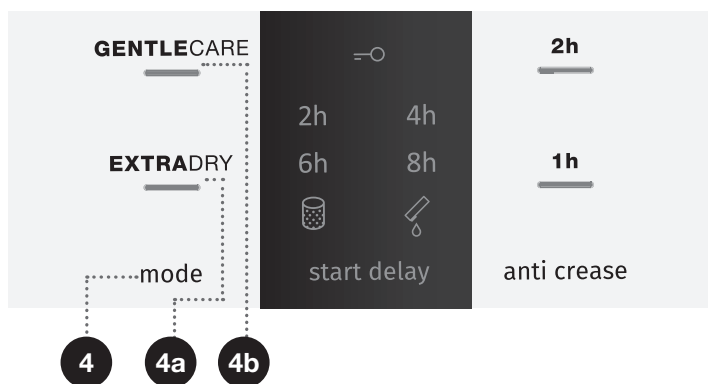 GENTLECARE
2h
2h 4h
EXTRADRY
6h 8h
1h
mode
start delay
anti crease
4
4a
4b